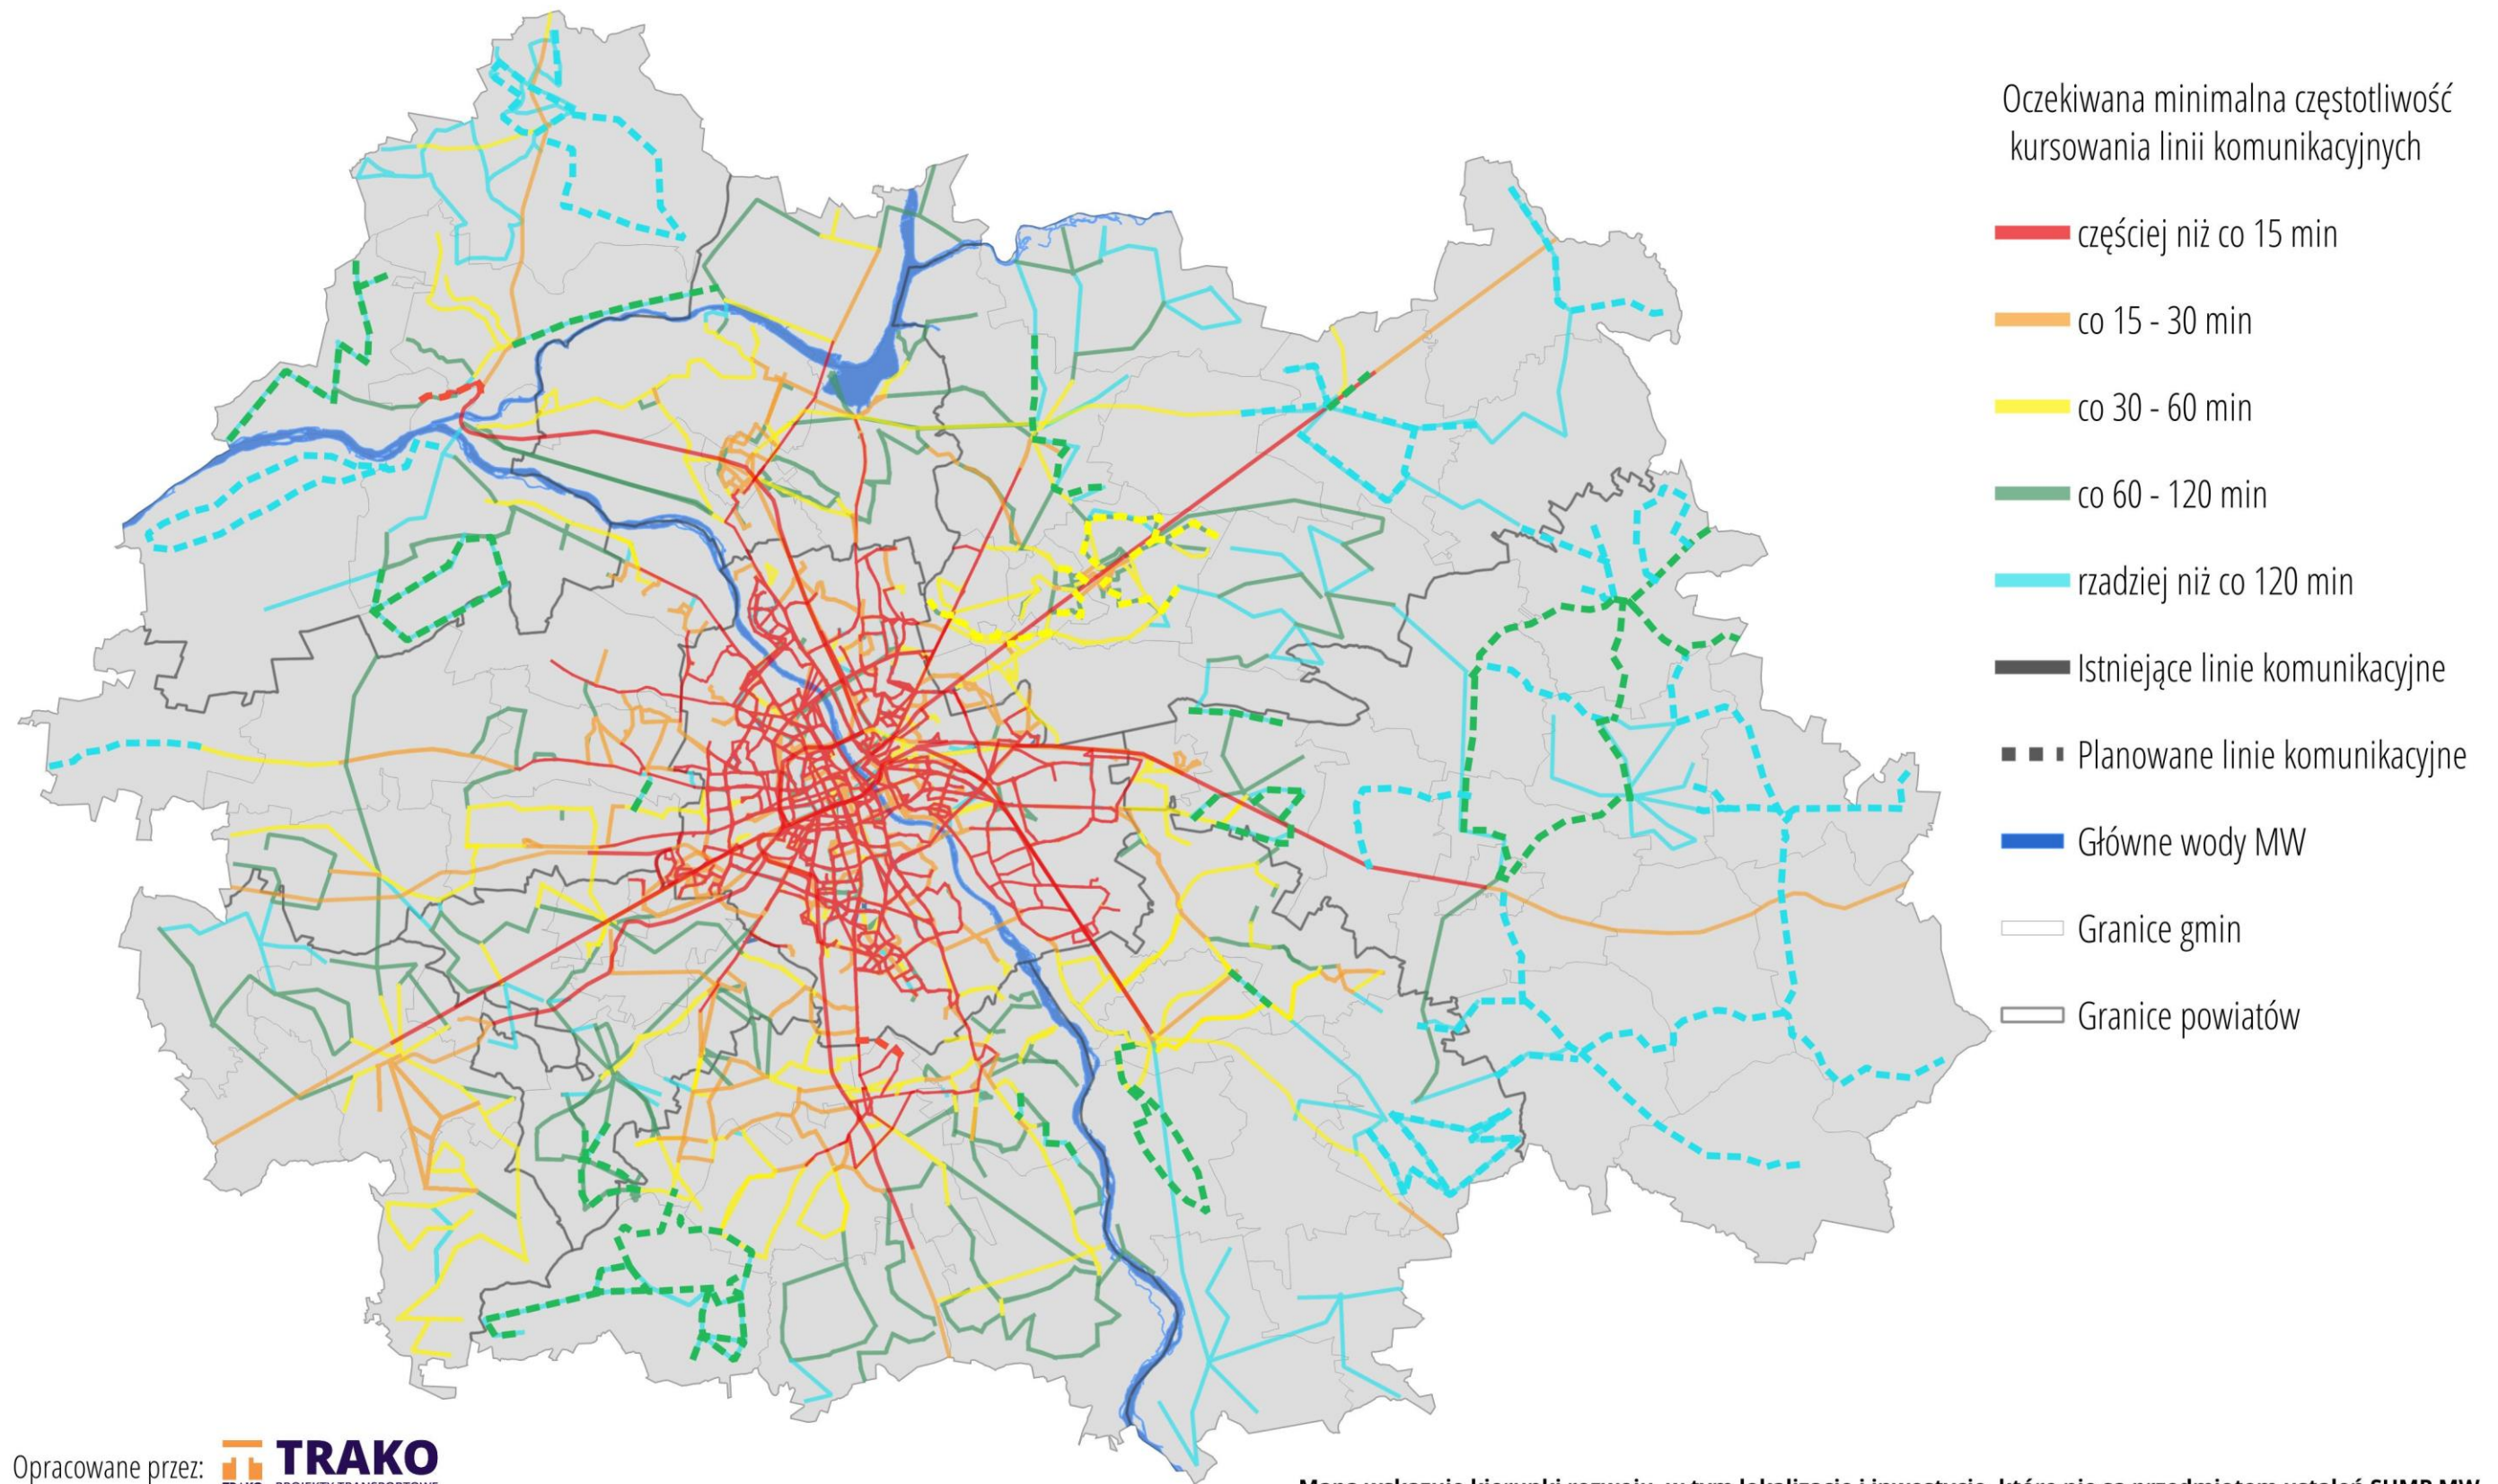 Oczekiwana minimalna częstotliwość
kursowania linii komunikacyjnych
częściej niż co 15 min
co 15 - 30 min
co 30 - 60 min
co 60 - 120 min
rzadziej niż co 120 min
Istniejące linie komunikacyjne
Planowane linie komunikacyjne
Główne wody MW
Granice gmin
Granice powiatów
Opracowane przez:
TRAKO